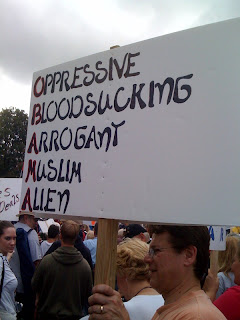 OPPRESSIVE
BLOODSUCKING
ARROGANT
MUSLIM
ALIEN